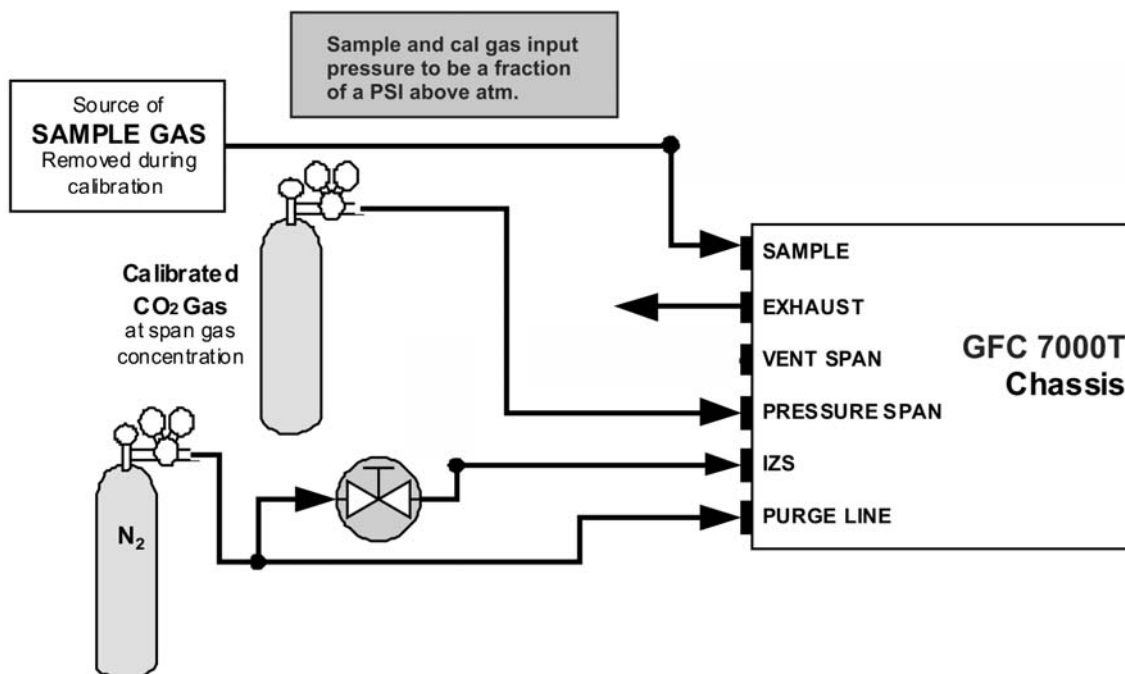 Sample and cal gas input
pressure to be a fraction
of a PSI above atm.
Source of
SAMPLE GAS
Removed during
calibration
Calibrated
CO₂ Gas
at span gas
concentration
N₂
SAMPLE
EXHAUST
VENT SPAN
PRESSURE SPAN
IZS
PURGE LINE
GFC 7000T
Chassis